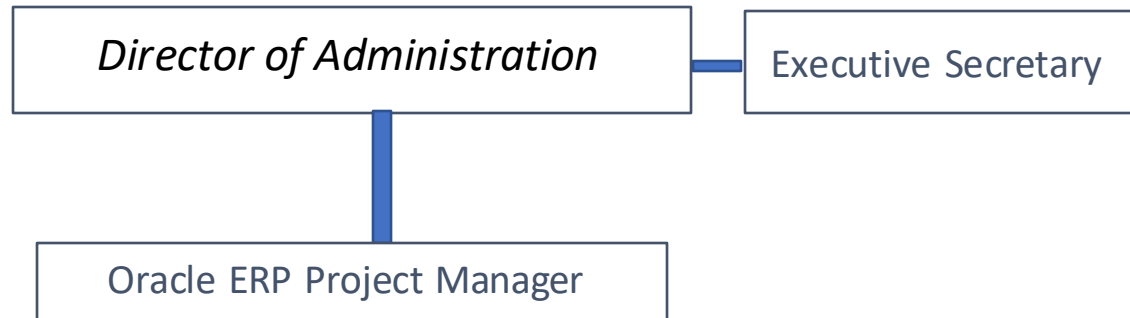 Director of Administration
Executive Secretary
Oracle ERP Project Manager